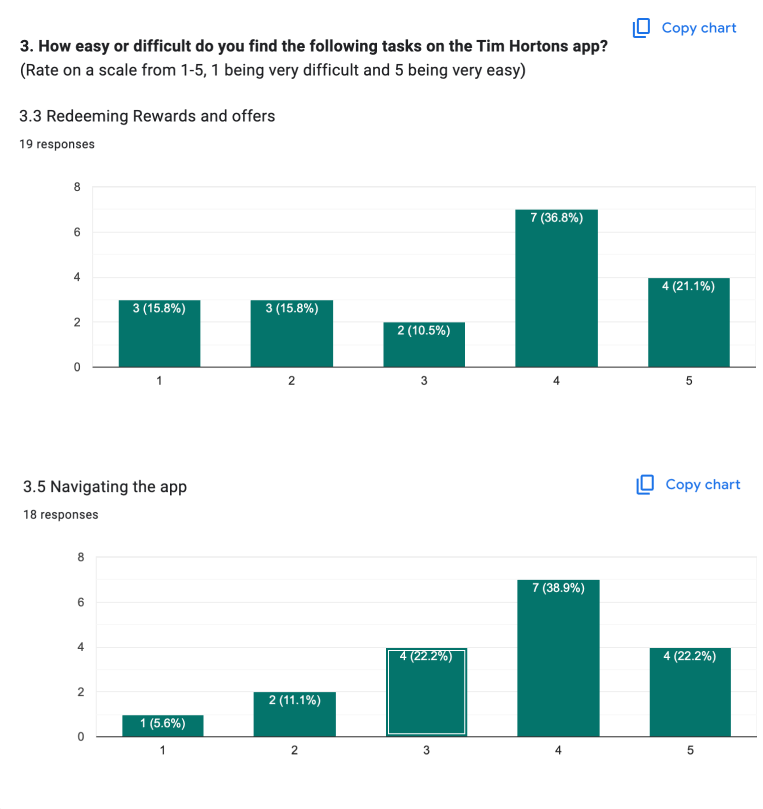 Copy chart
3. How easy or difficult do you find the following tasks on the Tim Hortons app?
(Rate on a scale from 1-5, 1 being very difficult and 5 being very easy)
3.3 Redeeming Rewards and offers
19 responses
8
6
4
2
0
3 (15.8%)
3 (15.8%)
2 (10.5%)
7 (36.8%)
4 (21.1%)
1 2 3 4 5
3.5 Navigating the app
Copy chart
18 responses
8
6
4
2
0
1 (5.6%)
2 (11.1%)
4 (22.2%)
7 (38.9%)
4 (22.2%)
1 2 3 4 5